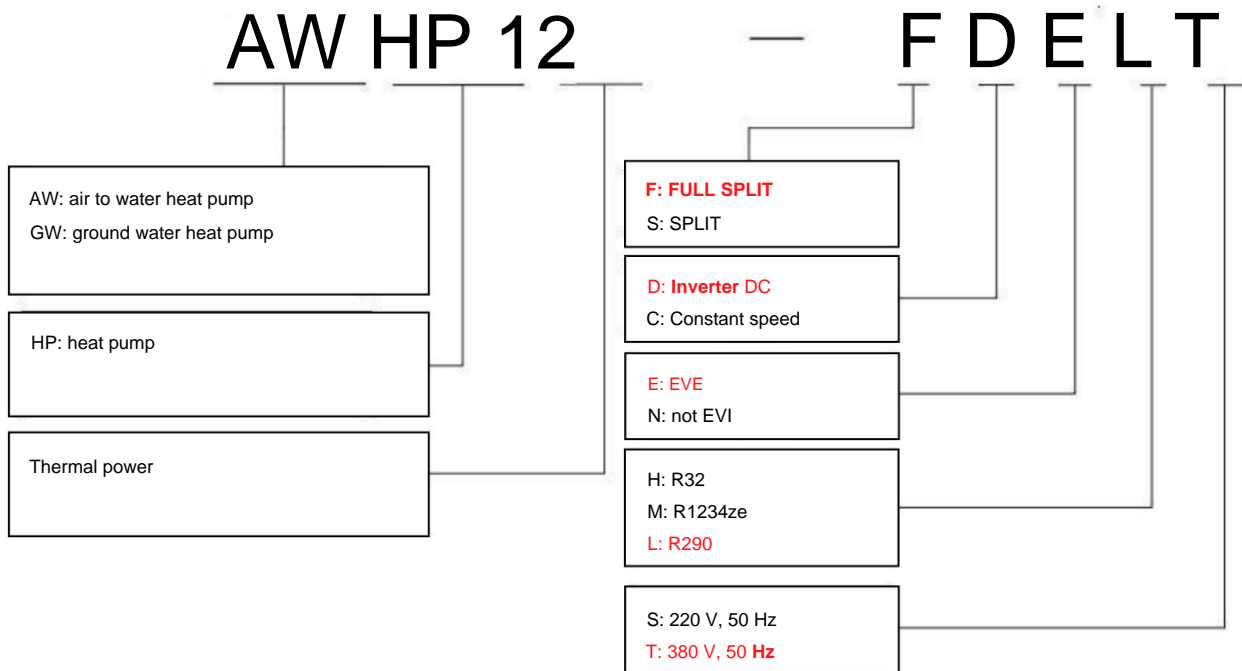 AW HP 12 — F D E L T
AW: air to water heat pump
GW: ground water heat pump
HP: heat pump
Thermal power
F: FULL SPLIT
S: SPLIT
D: Inverter DC
C: Constant speed
E: EVE
N: not EVI
H: R32
M: R1234ze
L: R290
S: 220 V, 50 Hz
T: 380 V, 50 Hz